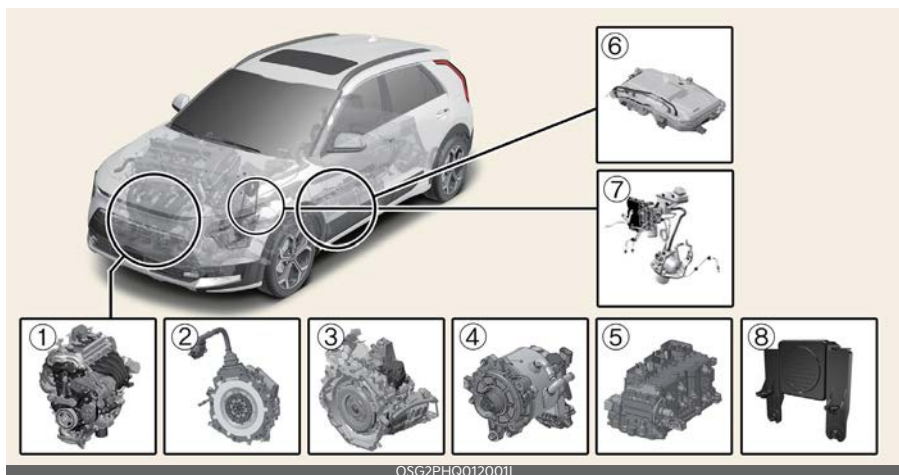 ⑥
⑦
① ② ③ ④ ⑤ ⑧
OSG2PHQ012001L